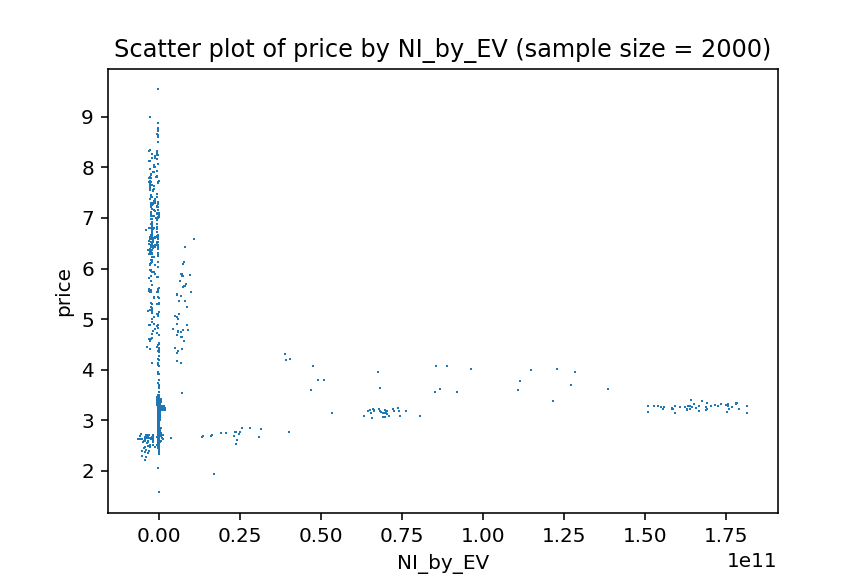 Scatter plot of price by NI_by_EV (sample size = 2000)
9
8
7
6
5
4
3
2
price
0.00 0.25 0.50 0.75 1.00 1.25 1.50 1.75
1e11
NI_by_EV